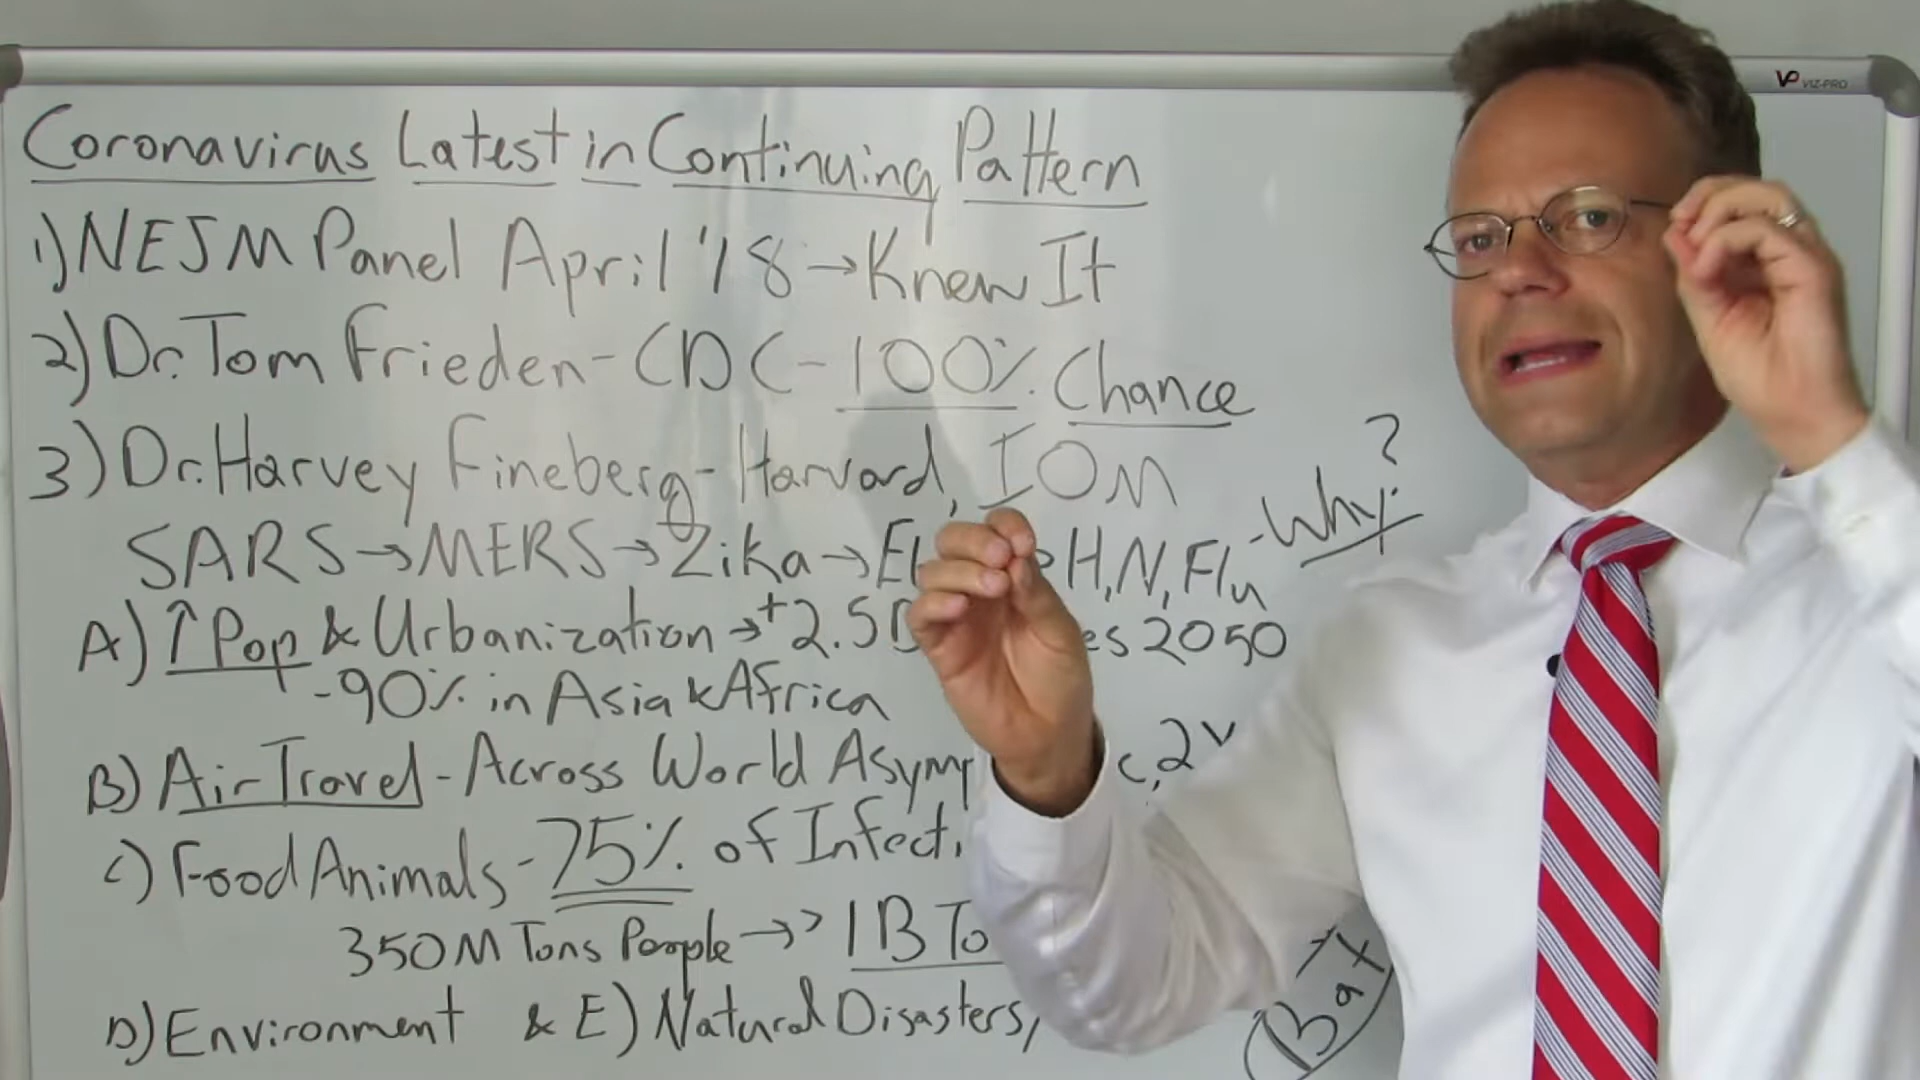 VP VIZ-PRO
Coronavirus Latest in Continuing Pattern
1) NEJM Panel April '18 → Knew It
2) Dr. Tom Frieden - CDC - 100% Chance
3) Dr. Harvey Fineberg - Harvard, IOM
SARS → MERS → Zika → H,N, Flu - Why?
A) ↑ Pop & Urbanization → +2.5 2050
- 90% in Asia & Africa
B) Air Travel - Across World
C) Food Animals - 75% of
350M Tons People → > 1B
D) Environment & E) Natural Disasters,
Bat